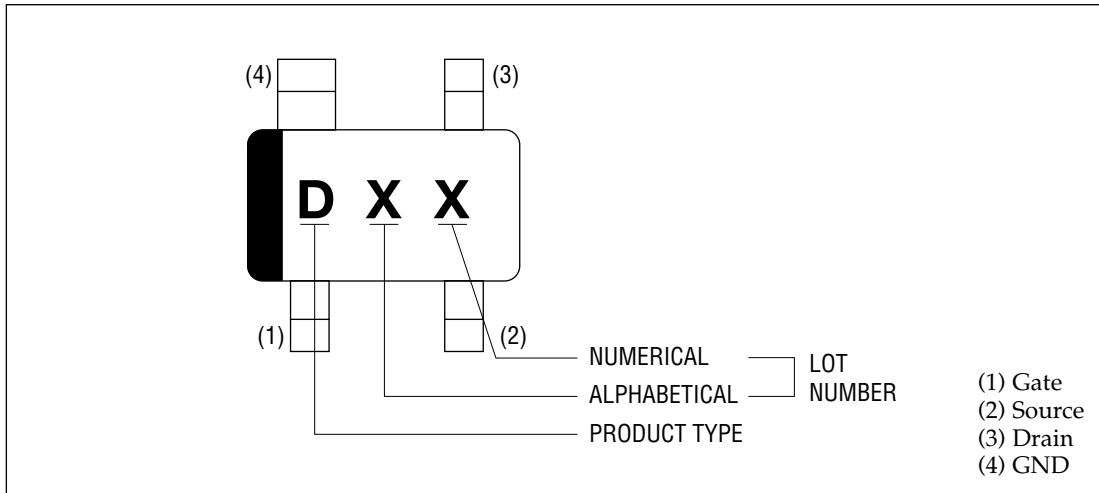 (4)
(3)
D X X
(1)
(2)
NUMERICAL
ALPHABETICAL
LOT
NUMBER
PRODUCT TYPE
(1) Gate
(2) Source
(3) Drain
(4) GND